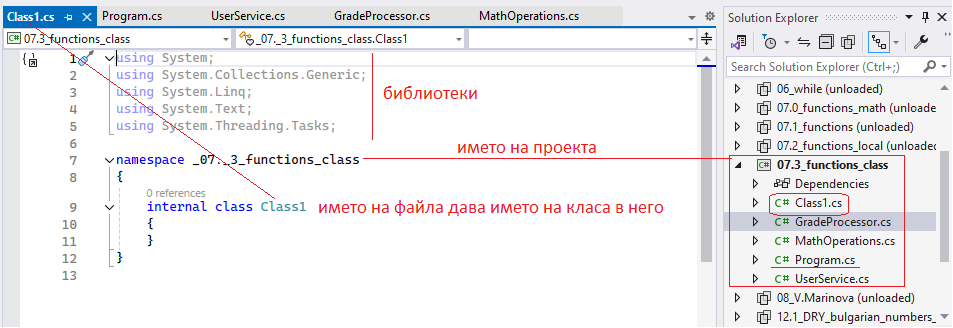 Class1.cs
Program.cs
UserService.cs
GradeProcessor.cs
MathOperations.cs
07.3_functions_class
_07._3_functions_class.Class1
1 using System;
2 using System.Collections.Generic;
3 using System.Linq;
4 using System.Text;
5 using System.Threading.Tasks;
библиотеки
6
7 namespace _07._3_functions_class
името на проекта
8 {
0 references
9 internal class Class1
името на файла дава името на класа в него
10 {
11 }
12 }
13
Solution Explorer
Search Solution Explorer (Ctrl+;)
06_while (unloaded)
07.0_functions_math (unloaded
07.1_functions (unloaded)
07.2_functions_local (unloaded
07.3_functions_class
Dependencies
C# Class1.cs
C# GradeProcessor.cs
C# MathOperations.cs
C# Program.cs
C# UserService.cs
08_V.Marinova (unloaded)
12.1_DRY_bulgarian_numbers_